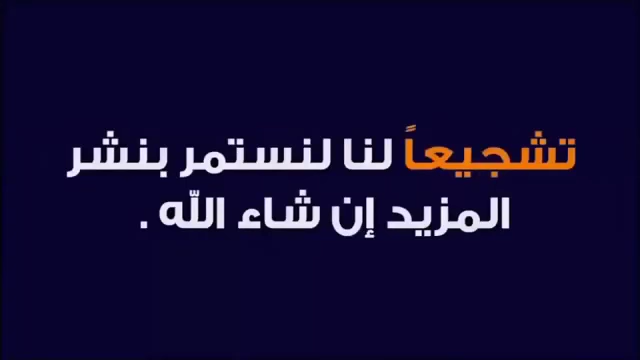 تشجيعاً لنا لنستمر بنشر
المزيد إن شاء الله .